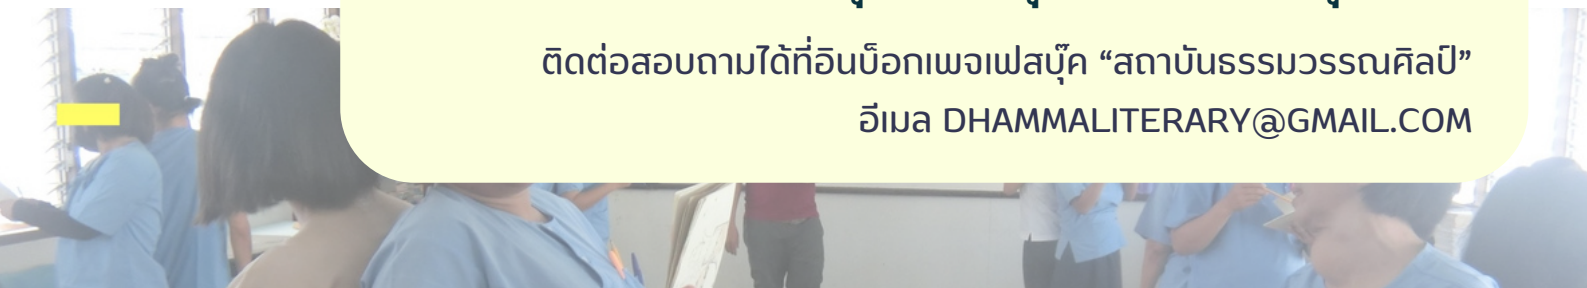 ติดต่อสอบถามได้ที่อินบ็อกเพจเฟสบุ๊ค “สถาบันธรรมวรรณศิลป์”
อีเมล DHAMMALITERARY@GMAIL.COM